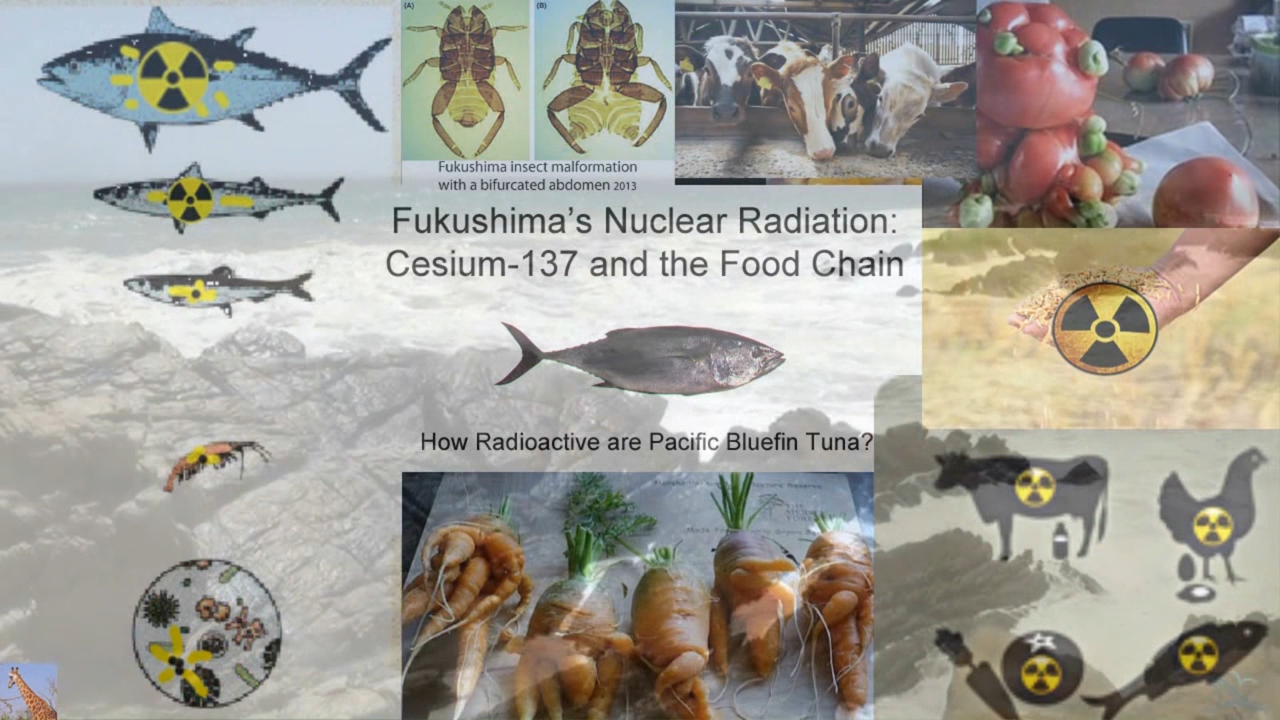 (A)
(B)
Fukushima insect malformation
with a bifurcated abdomen 2013
Fukushima's Nuclear Radiation:
Cesium-137 and the Food Chain
How Radioactive are Pacific Bluefin Tuna?